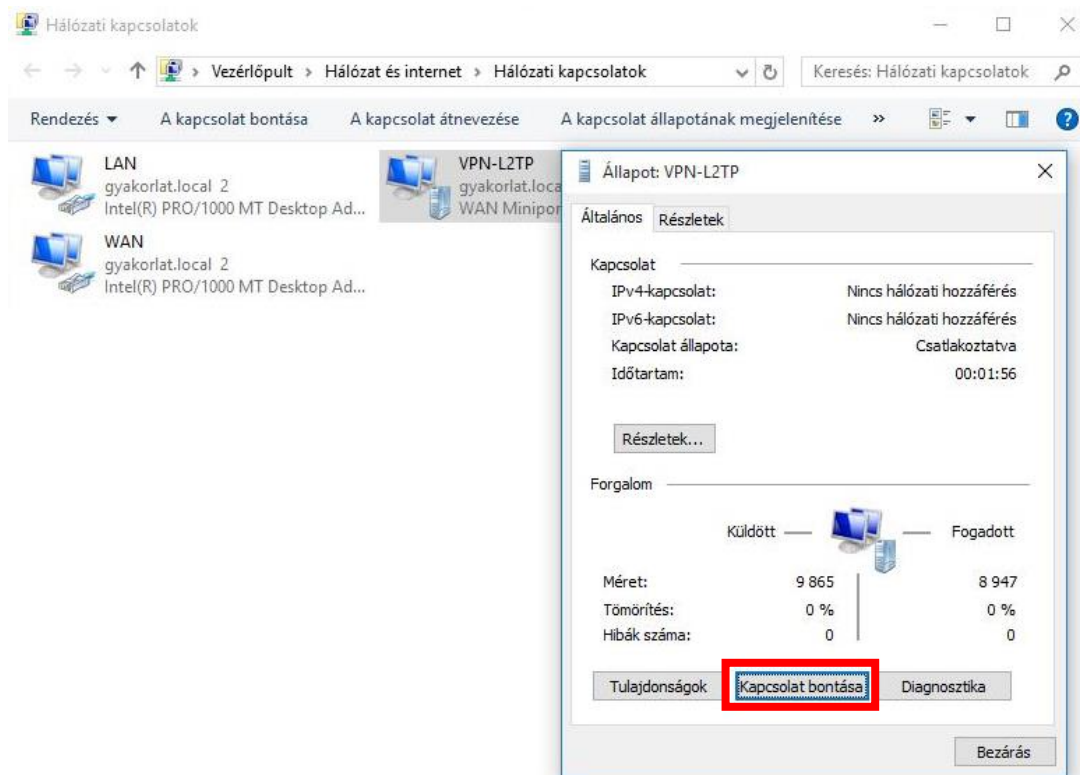 Hálózati kapcsolatok
Vezérlőpult > Hálózat és internet > Hálózati kapcsolatok
Keresés: Hálózati kapcsolatok
Rendezés
A kapcsolat bontása
A kapcsolat átnevezése
A kapcsolat állapotának megjelenítése
»
?
LAN
gyakorlat.local 2
Intel(R) PRO/1000 MT Desktop Ad...
VPN-L2TP
gyakorlat.loca
WAN Minipor
WAN
gyakorlat.local 2
Intel(R) PRO/1000 MT Desktop Ad...
Állapot: VPN-L2TP
Általános
Részletek
Kapcsolat
IPv4-kapcsolat: Nincs hálózati hozzáférés
IPv6-kapcsolat: Nincs hálózati hozzáférés
Kapcsolat állapota: Csatlakoztatva
Időtartam: 00:01:56
Részletek...
Forgalom
Küldött — — Fogadott
Méret: 9 865 8 947
Tömörítés: 0 % 0 %
Hibák száma: 0 0
Tulajdonságok
Kapcsolat bontása
Diagnosztika
Bezárás